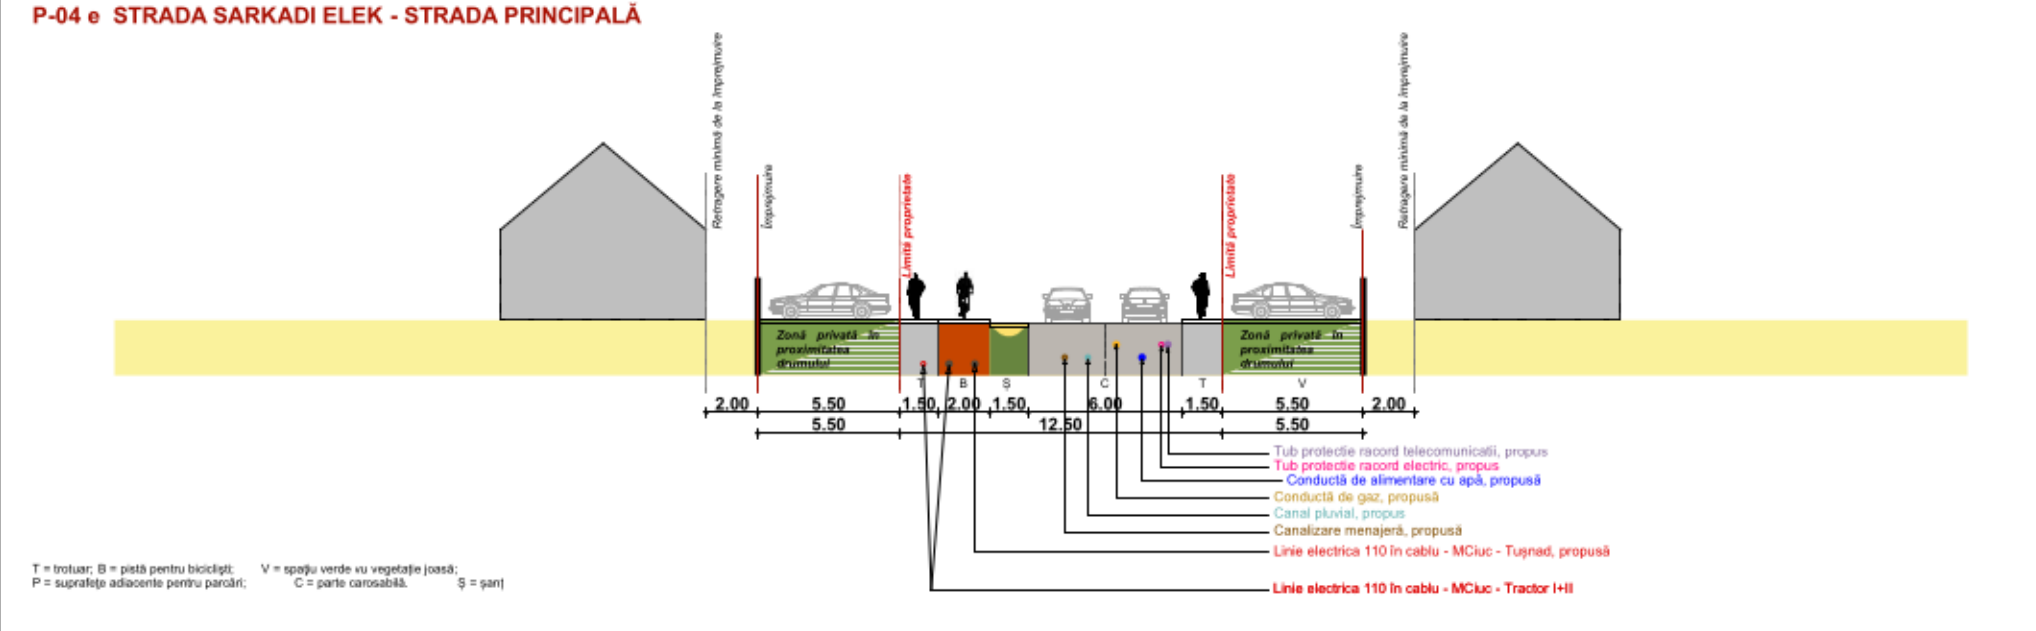 P-04 e STRADA SARKADI ELEK - STRADA PRINCIPALĂ
Retragere minimă de la împrejmuire
Împrejmuire
Limită proprietate
Limită proprietate
Împrejmuire
Retragere minimă de la împrejmuire
Zonă privată în
proximitatea
drumului
Zonă privată în
proximitatea
drumului
T B Ș C T V
2.00 5.50 1.50 2.00 1.50 6.00 1.50 5.50 2.00
5.50 12.50 5.50
Tub protectie racord telecomunicatii, propus
Tub protectie racord electric, propus
Conductă de alimentare cu apă, propusă
Conductă de gaz, propusă
Canal pluvial, propus
Canalizare menajeră, propusă
Linie electrica 110 în cablu - MCiuc - Tușnad, propusă
Linie electrica 110 în cablu - MCiuc - Tractor I+II
T = trotuar; B = pistă pentru bicicliști; V = spațiu verde vu vegetație joasă;
P = suprafețe adiacente pentru parcări; C = parte carosabilă. Ș = șanț